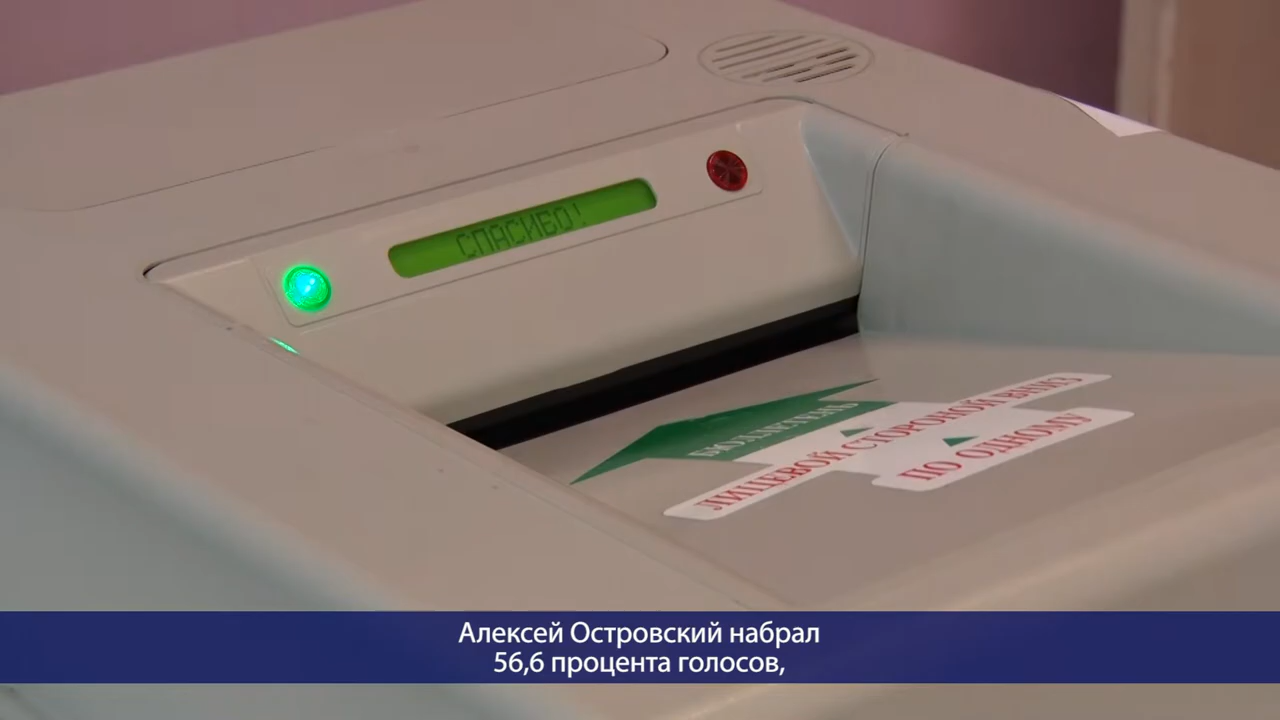 СПАСИБО!
БЮЛЛЕТЕНЬ
ЛИЦЕВОЙ СТОРОНОЙ ВНИЗ
ПО ОДНОМУ
Алексей Островский набрал
56,6 процента голосов,